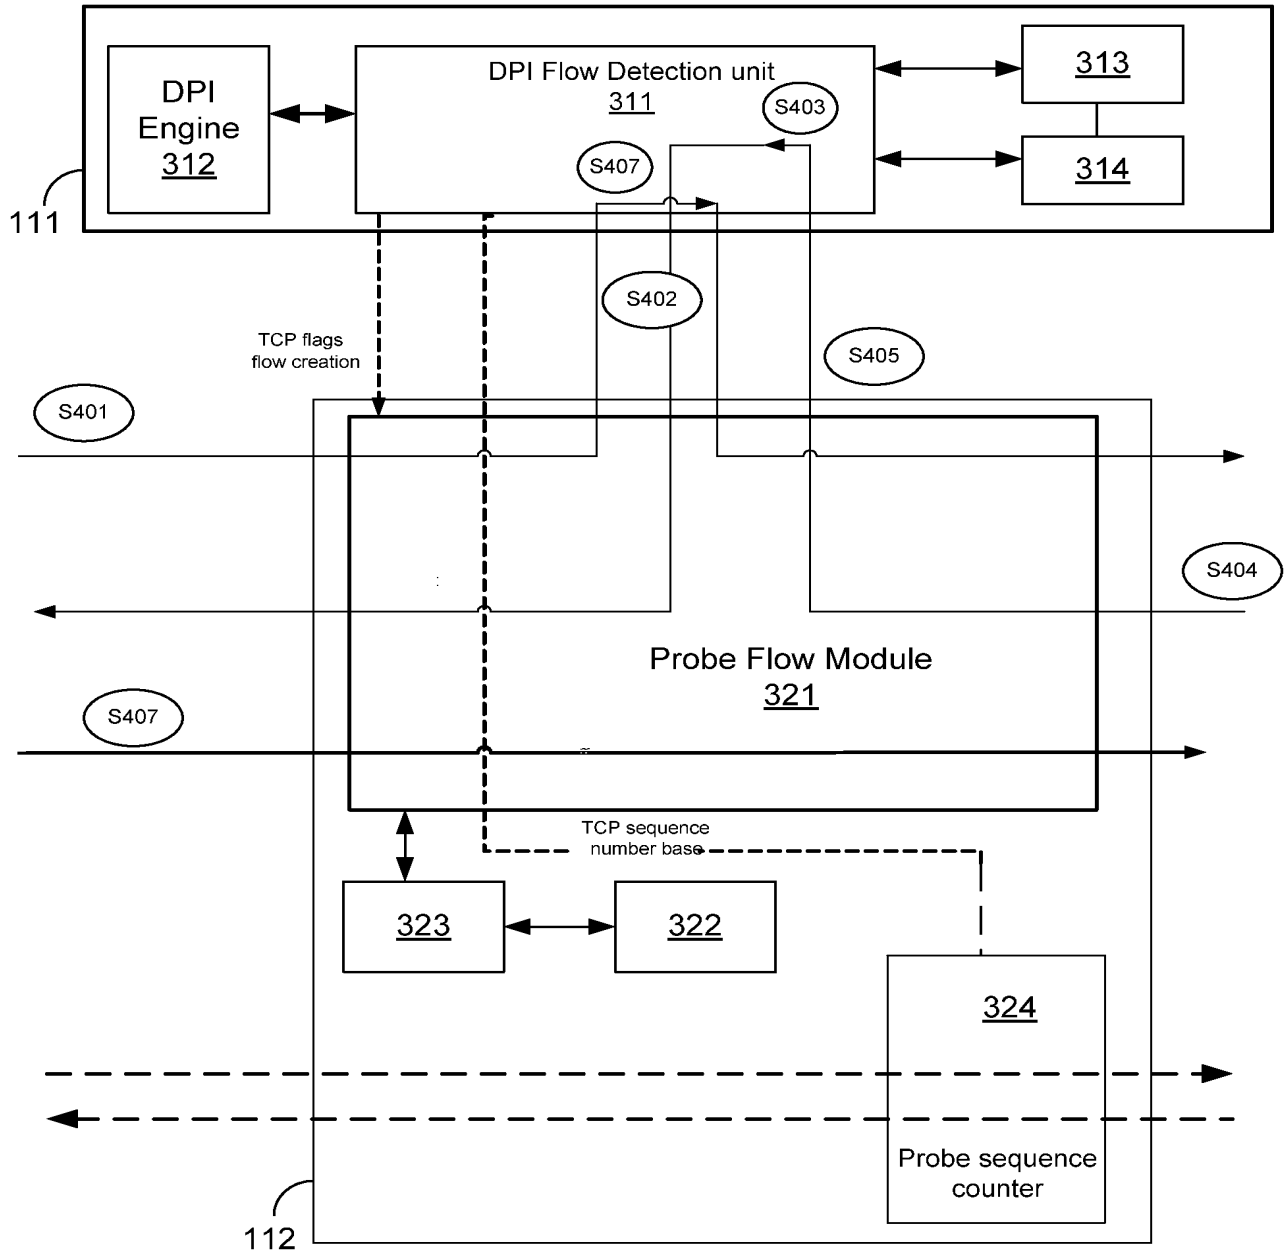 DPI
Engine
312
DPI Flow Detection unit
311
S403
S407
313
314
111
S402
TCP flags
flow creation
S405
S401
S404
:
Probe Flow Module
321
S407
TCP sequence
number base
323
322
324
Probe sequence
counter
112